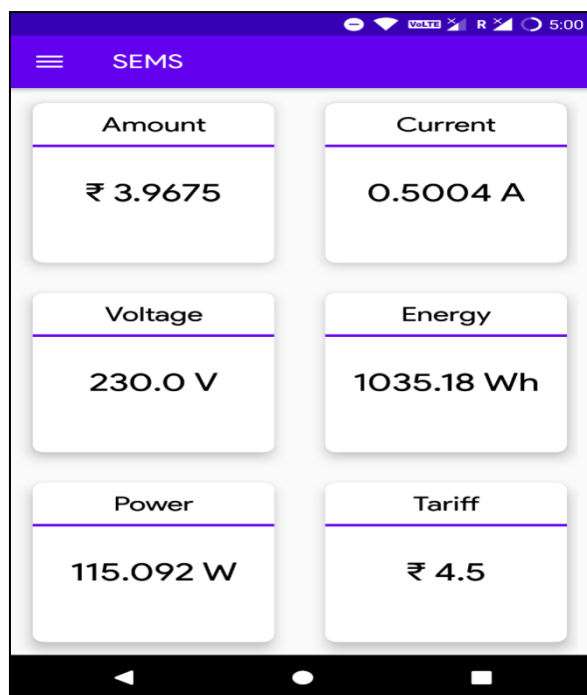 VoLTE R 5:00
SEMS
Amount
Current
₹ 3.9675
0.5004 A
Voltage
Energy
230.0 V
1035.18 Wh
Power
Tariff
115.092 W
₹ 4.5